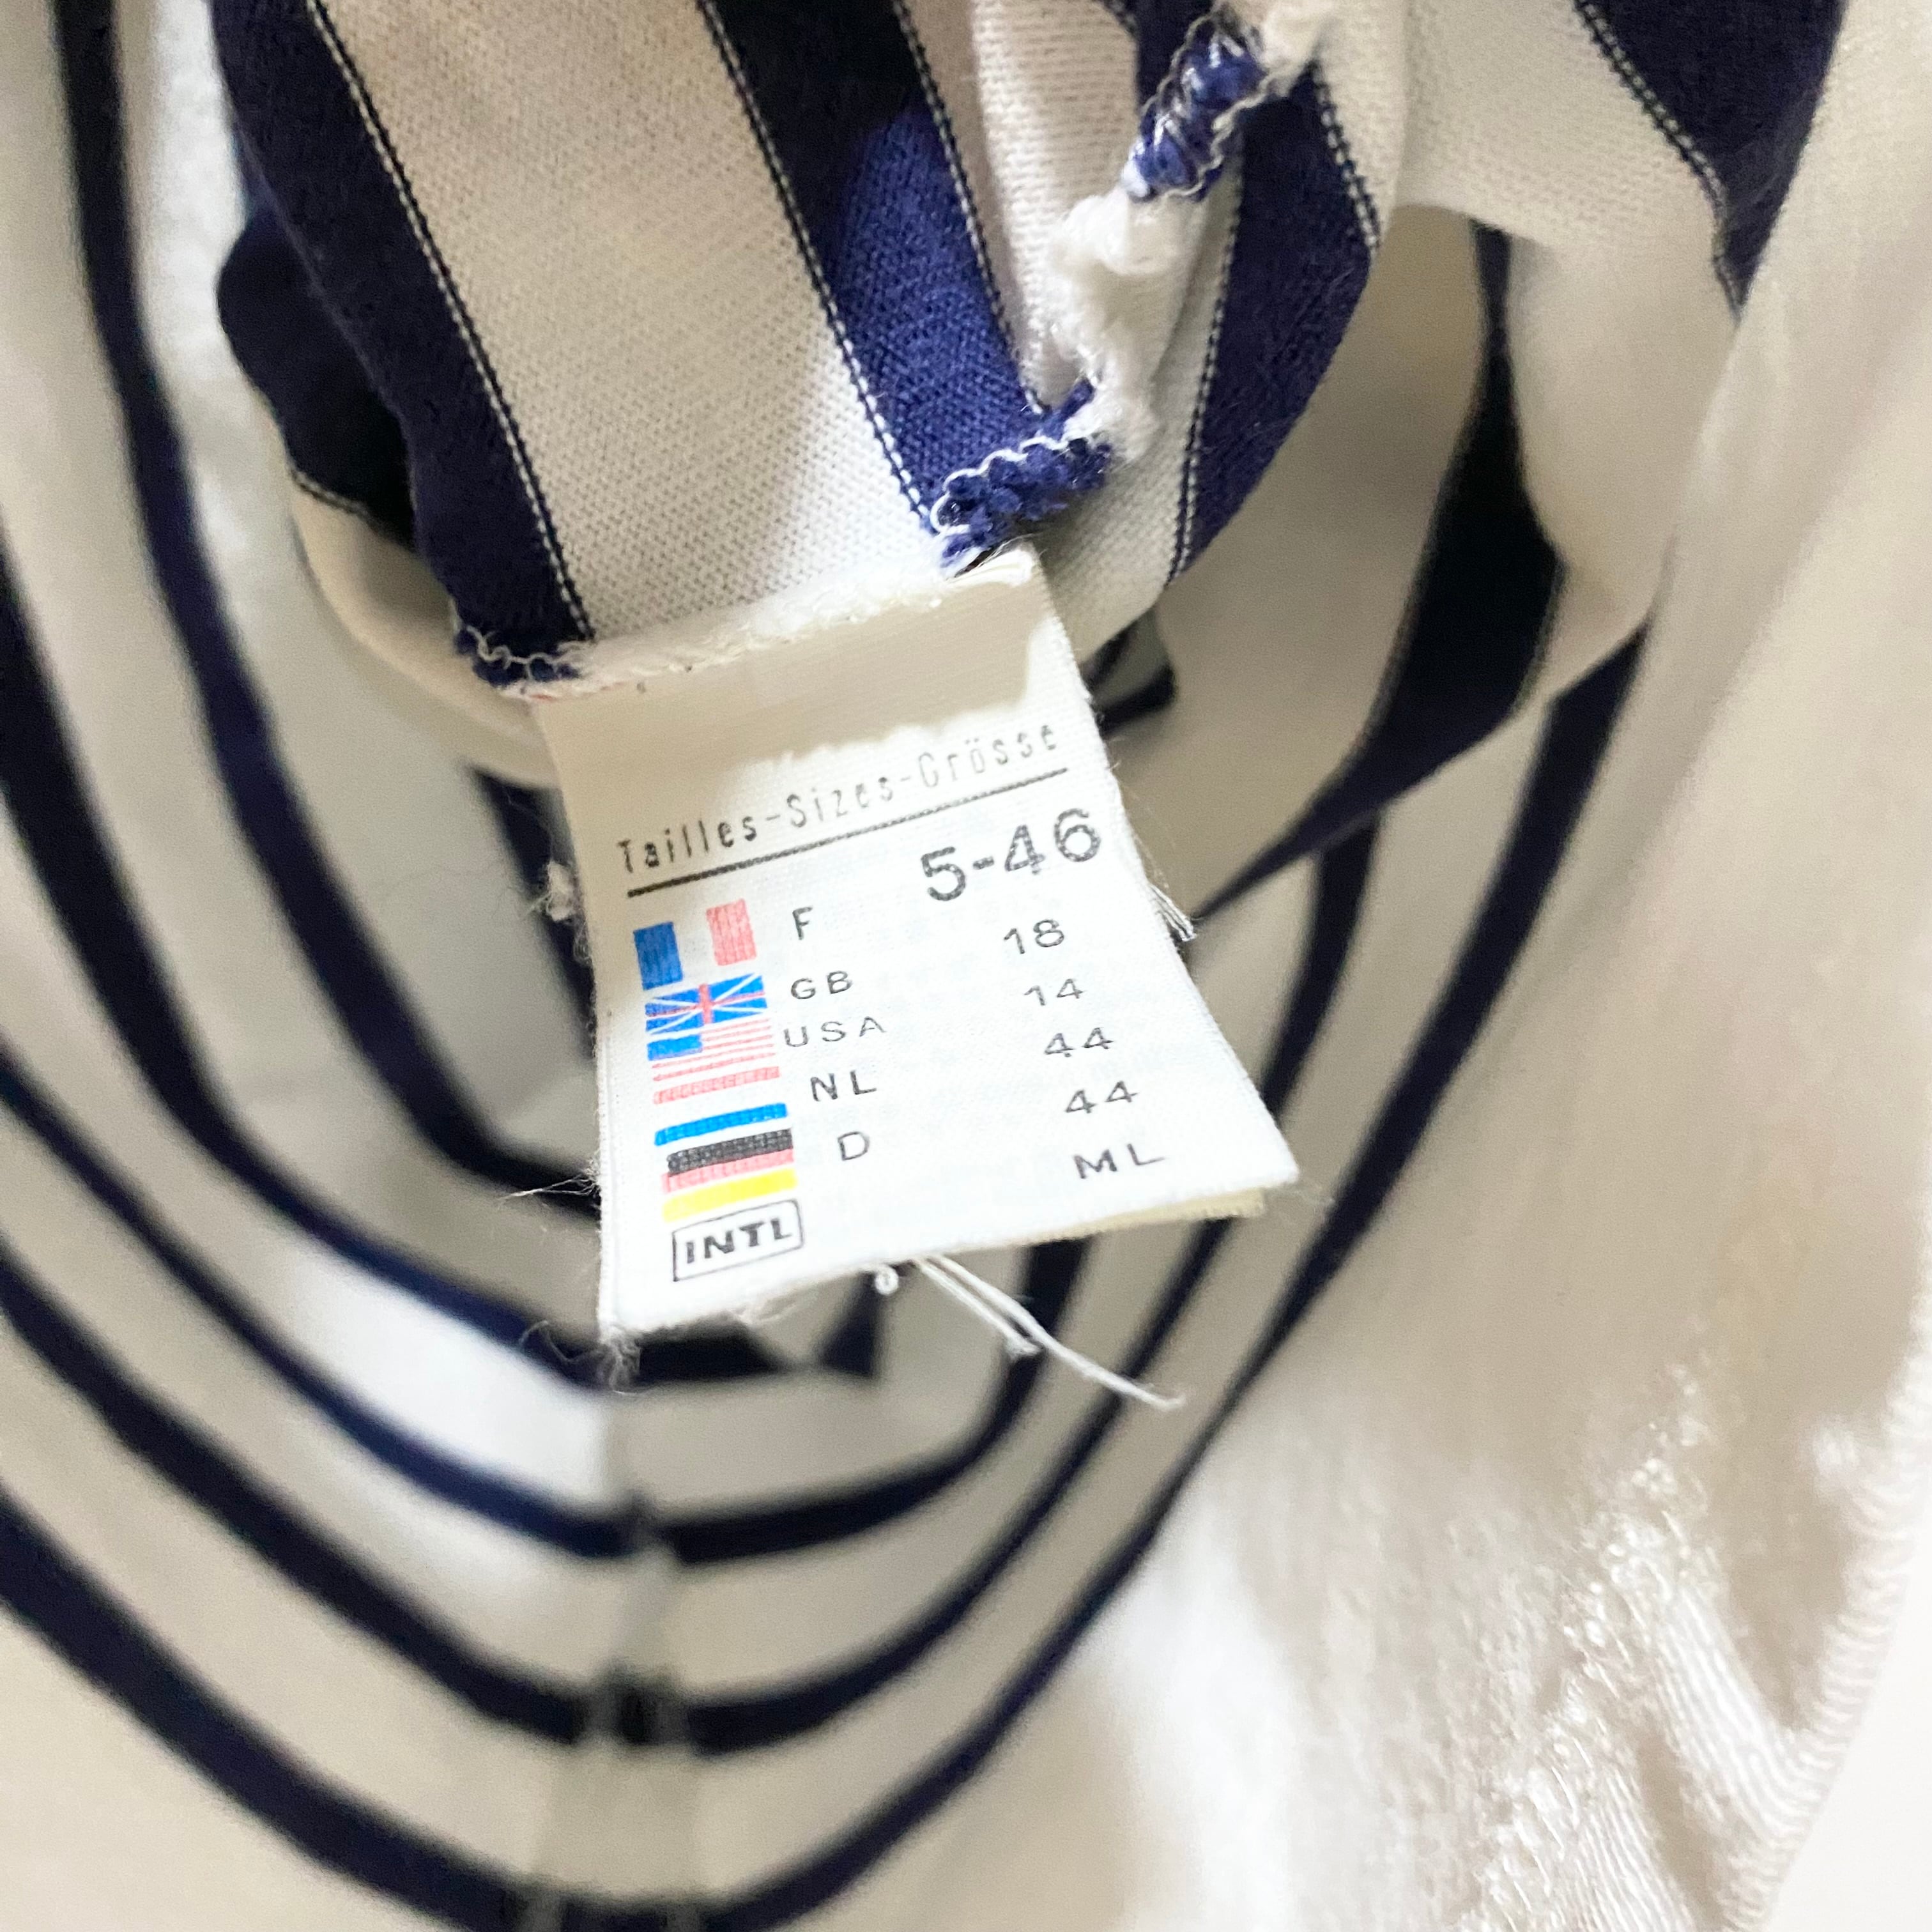 Tailles-Sizes-Grösse
F 5-46
GB 18
USA 14
NL 44
D 44
INTL ML